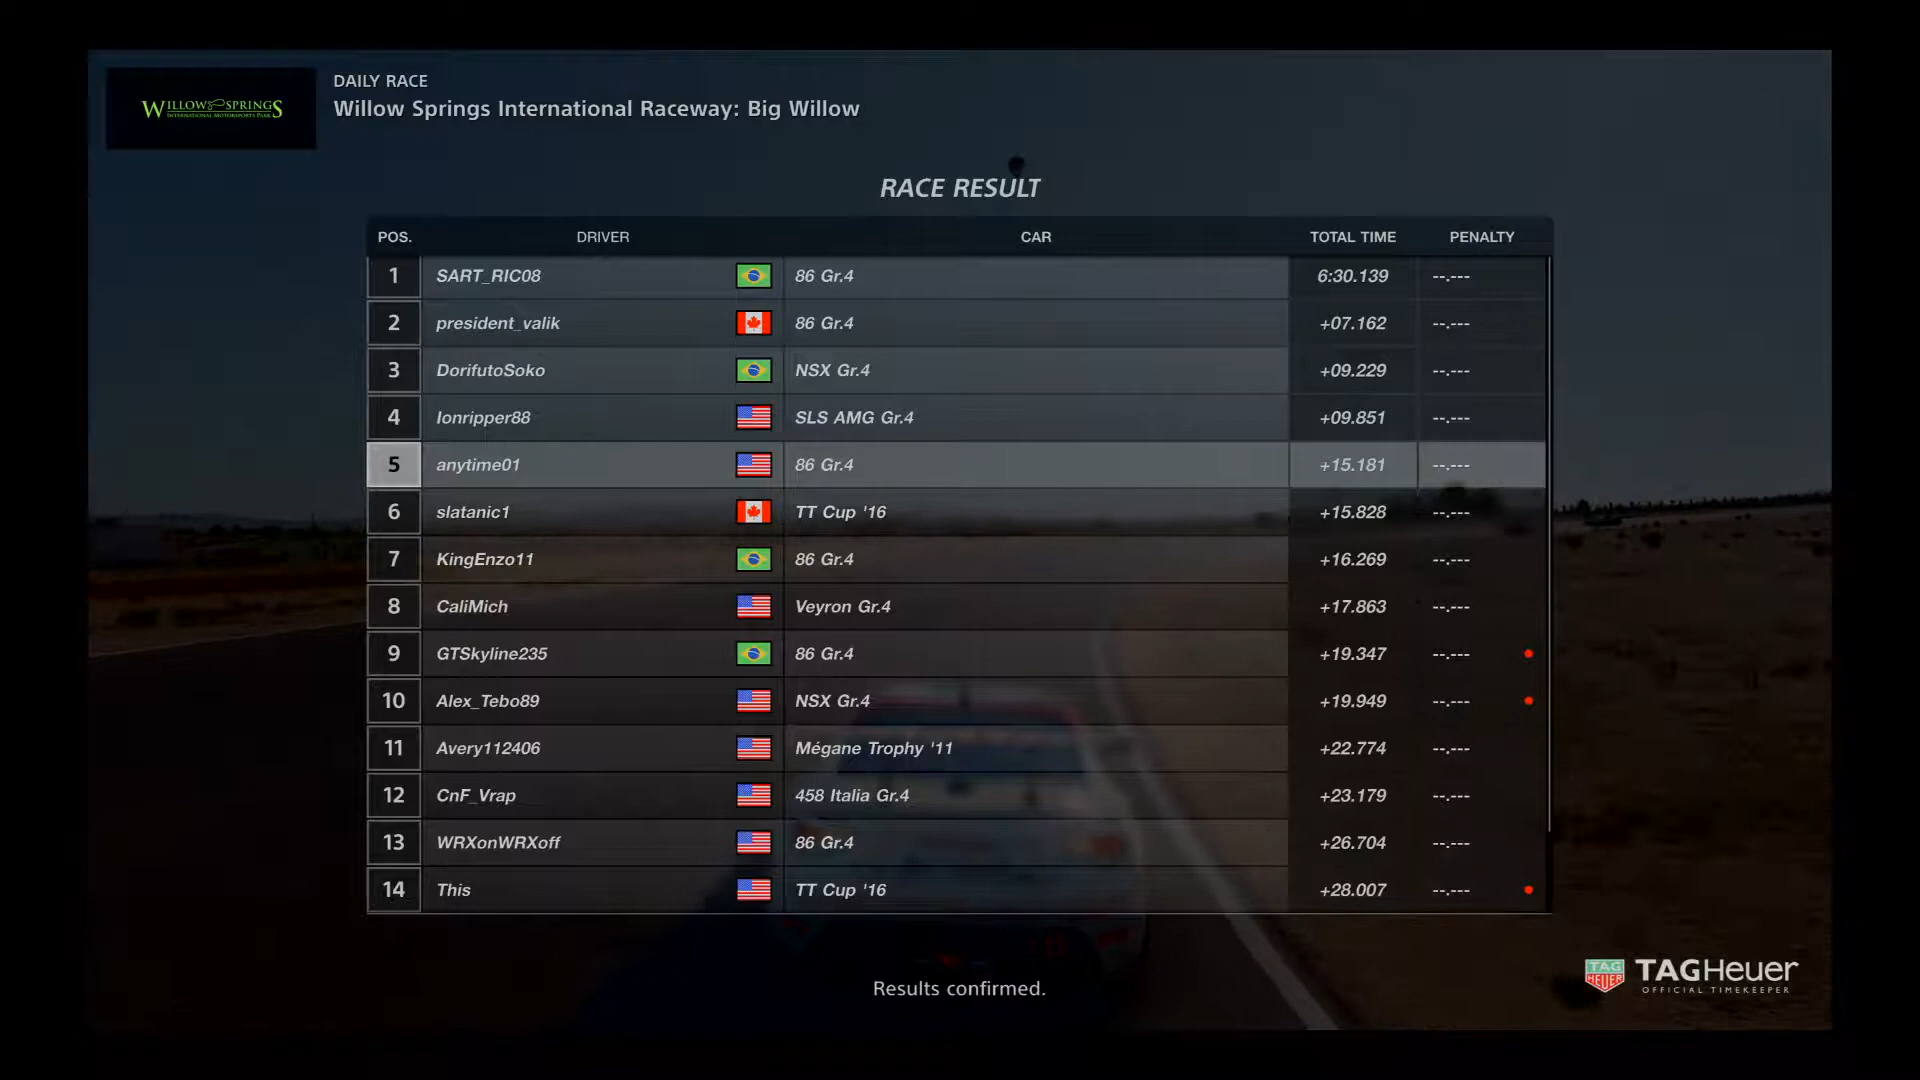 WILLOW SPRINGS
INTERNATIONAL MOTORSPORTS PARK
DAILY RACE
Willow Springs International Raceway: Big Willow
RACE RESULT
POS. DRIVER CAR TOTAL TIME PENALTY
1 SART_RIC08 86 Gr.4 6:30.139 --.---
2 president_valik 86 Gr.4 +07.162 --.---
3 DorifutoSoko NSX Gr.4 +09.229 --.---
4 Ionripper88 SLS AMG Gr.4 +09.851 --.---
5 anytime01 86 Gr.4 +15.181 --.---
6 slatanic1 TT Cup '16 +15.828 --.---
7 KingEnzo11 86 Gr.4 +16.269 --.---
8 CaliMich Veyron Gr.4 +17.863 --.---
9 GTSkyline235 86 Gr.4 +19.347 --.---
10 Alex_Tebo89 NSX Gr.4 +19.949 --.---
11 Avery112406 Mégane Trophy '11 +22.774 --.---
12 CnF_Vrap 458 Italia Gr.4 +23.179 --.---
13 WRXonWRXoff 86 Gr.4 +26.704 --.---
14 This TT Cup '16 +28.007 --.---
Results confirmed.
TAG HEUER
TAGHeuer
OFFICIAL TIMEKEEPER